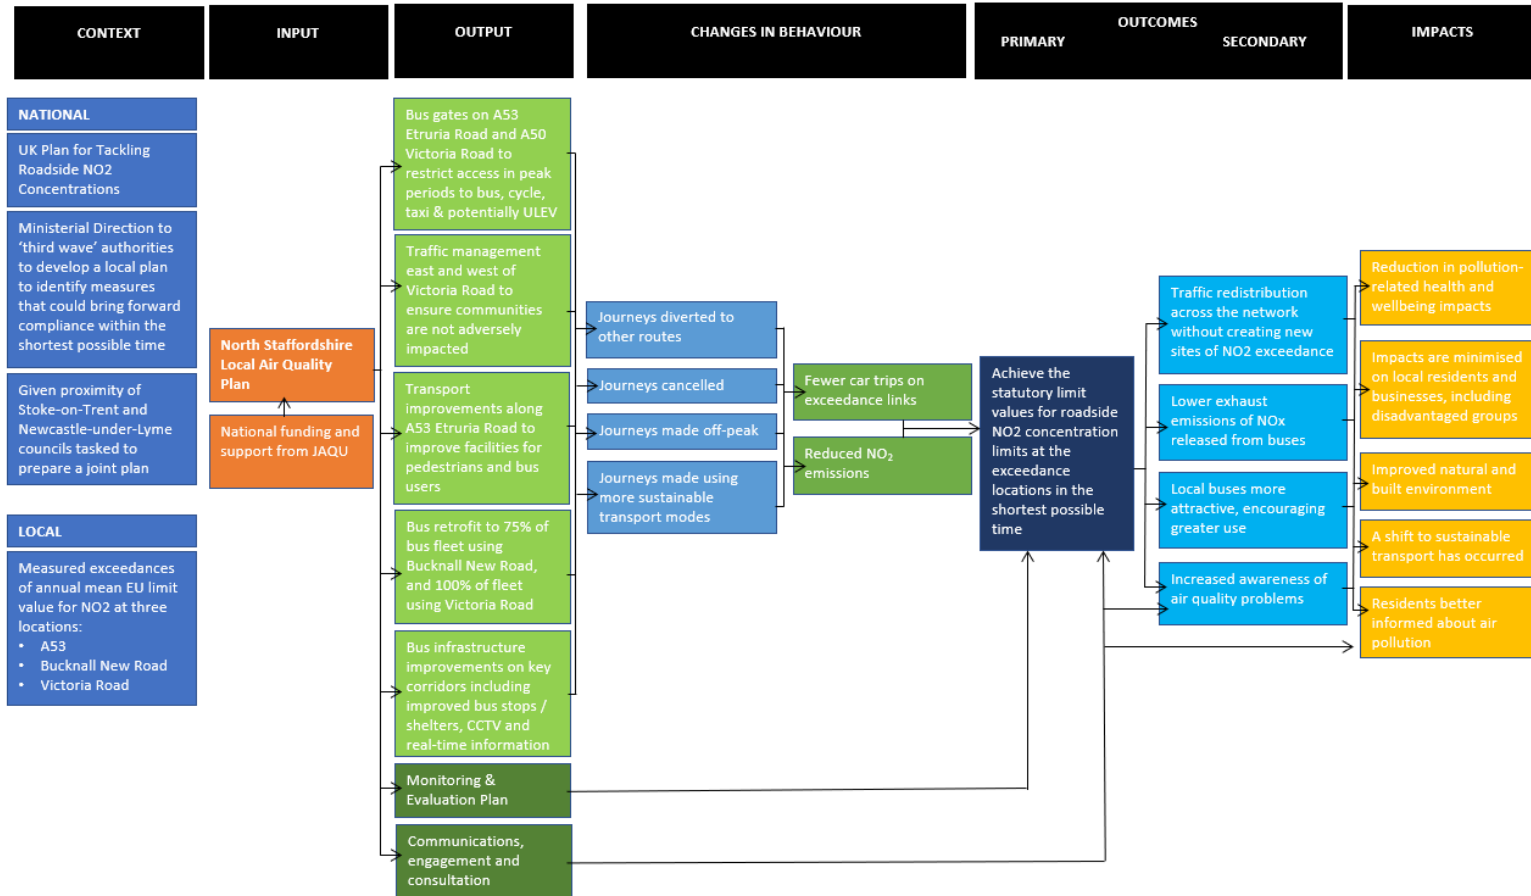 CONTEXT
INPUT
OUTPUT
CHANGES IN BEHAVIOUR
OUTCOMES
PRIMARY
SECONDARY
IMPACTS
NATIONAL
UK Plan for Tackling
Roadside NO2
Concentrations
Ministerial Direction to
‘third wave’ authorities
to develop a local plan
to identify measures
that could bring forward
compliance within the
shortest possible time
Given proximity of
Stoke-on-Trent and
Newcastle-under-Lyme
councils tasked to
prepare a joint plan
LOCAL
Measured exceedances
of annual mean EU limit
value for NO2 at three
locations:
• A53
• Bucknall New Road
• Victoria Road
North Staffordshire
Local Air Quality
Plan
National funding and
support from JAQU
Bus gates on A53
Etruria Road and A50
Victoria Road to
restrict access in peak
periods to bus, cycle,
taxi & potentially ULEV
Traffic management
east and west of
Victoria Road to
ensure communities
are not adversely
impacted
Transport
improvements along
A53 Etruria Road to
improve facilities for
pedestrians and bus
users
Bus retrofit to 75% of
bus fleet using
Bucknall New Road,
and 100% of fleet
using Victoria Road
Bus infrastructure
improvements on key
corridors including
improved bus stops /
shelters, CCTV and
real-time information
Monitoring &
Evaluation Plan
Communications,
engagement and
consultation
Journeys diverted to
other routes
Journeys cancelled
Journeys made off-peak
Journeys made using
more sustainable
transport modes
Fewer car trips on
exceedance links
Reduced NO₂
emissions
Achieve the
statutory limit
values for roadside
NO2 concentration
limits at the
exceedance
locations in the
shortest possible
time
Traffic redistribution
across the network
without creating new
sites of NO2 exceedance
Lower exhaust
emissions of NOx
released from buses
Local buses more
attractive, encouraging
greater use
Increased awareness of
air quality problems
Reduction in pollution-
related health and
wellbeing impacts
Impacts are minimised
on local residents and
businesses, including
disadvantaged groups
Improved natural and
built environment
A shift to sustainable
transport has occurred
Residents better
informed about air
pollution